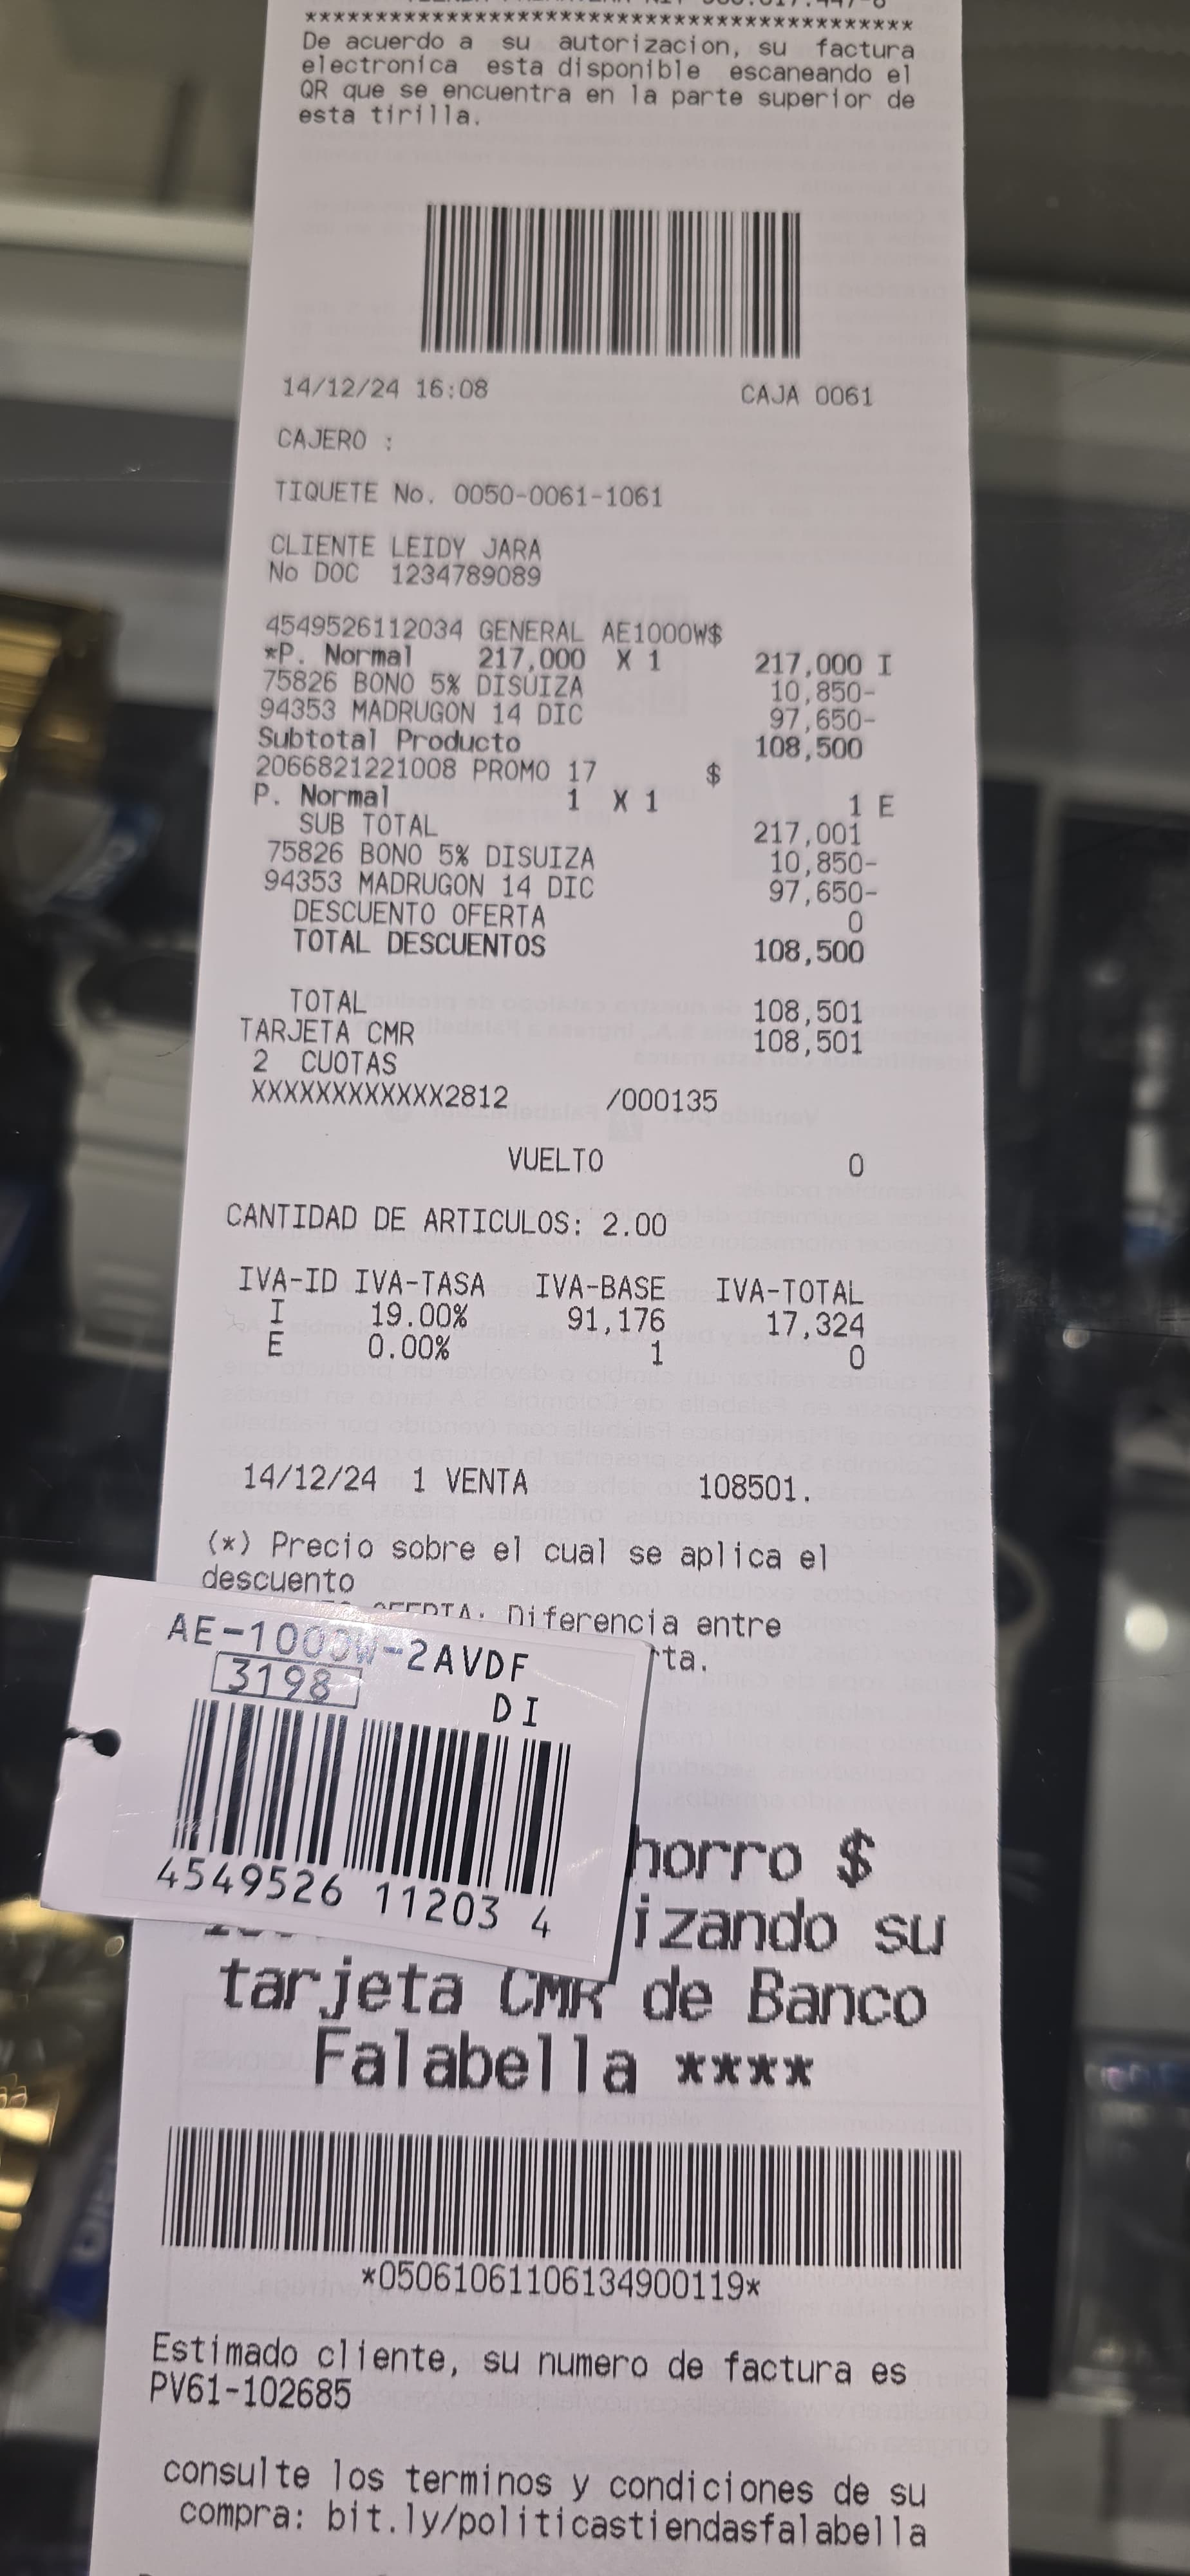 ******************************************
De acuerdo a su autorizacion, su factura
electronica esta disponible escaneando el
QR que se encuentra en la parte superior de
esta tirilla.
14/12/24 16:08 CAJA 0061
CAJERO :
TIQUETE No. 0050-0061-1061
CLIENTE LEIDY JARA
No DOC 1234789089
4549526112034 GENERAL AE1000W$
*P. Normal 217,000 X 1 217,000 I
75826 BONO 5% DISUIZA 10,850-
94353 MADRUGON 14 DIC 97,650-
Subtotal Producto 108,500
2066821221008 PROMO 17 $
P. Normal 1 X 1 1 E
SUB TOTAL 217,001
75826 BONO 5% DISUIZA 10,850-
94353 MADRUGON 14 DIC 97,650-
DESCUENTO OFERTA 0
TOTAL DESCUENTOS 108,500
TOTAL 108,501
TARJETA CMR 108,501
2 CUOTAS
XXXXXXXXXXXX2812 /000135
VUELTO 0
CANTIDAD DE ARTICULOS: 2.00
IVA-ID IVA-TASA IVA-BASE IVA-TOTAL
I 19.00% 91,176 17,324
E 0.00% 1 0
14/12/24 1 VENTA 108501.
(*) Precio sobre el cual se aplica el
descuento
Diferencia entre
rta.
AE-1000W-2AVDF
3198
DI
4549526 11203 4
horro $
izando su
tarjeta CMR de Banco
Falabella ****
*05061061106134900119*
Estimado cliente, su numero de factura es
PV61-102685
consulte los terminos y condiciones de su
compra: bit.ly/politicastiendasfalabella